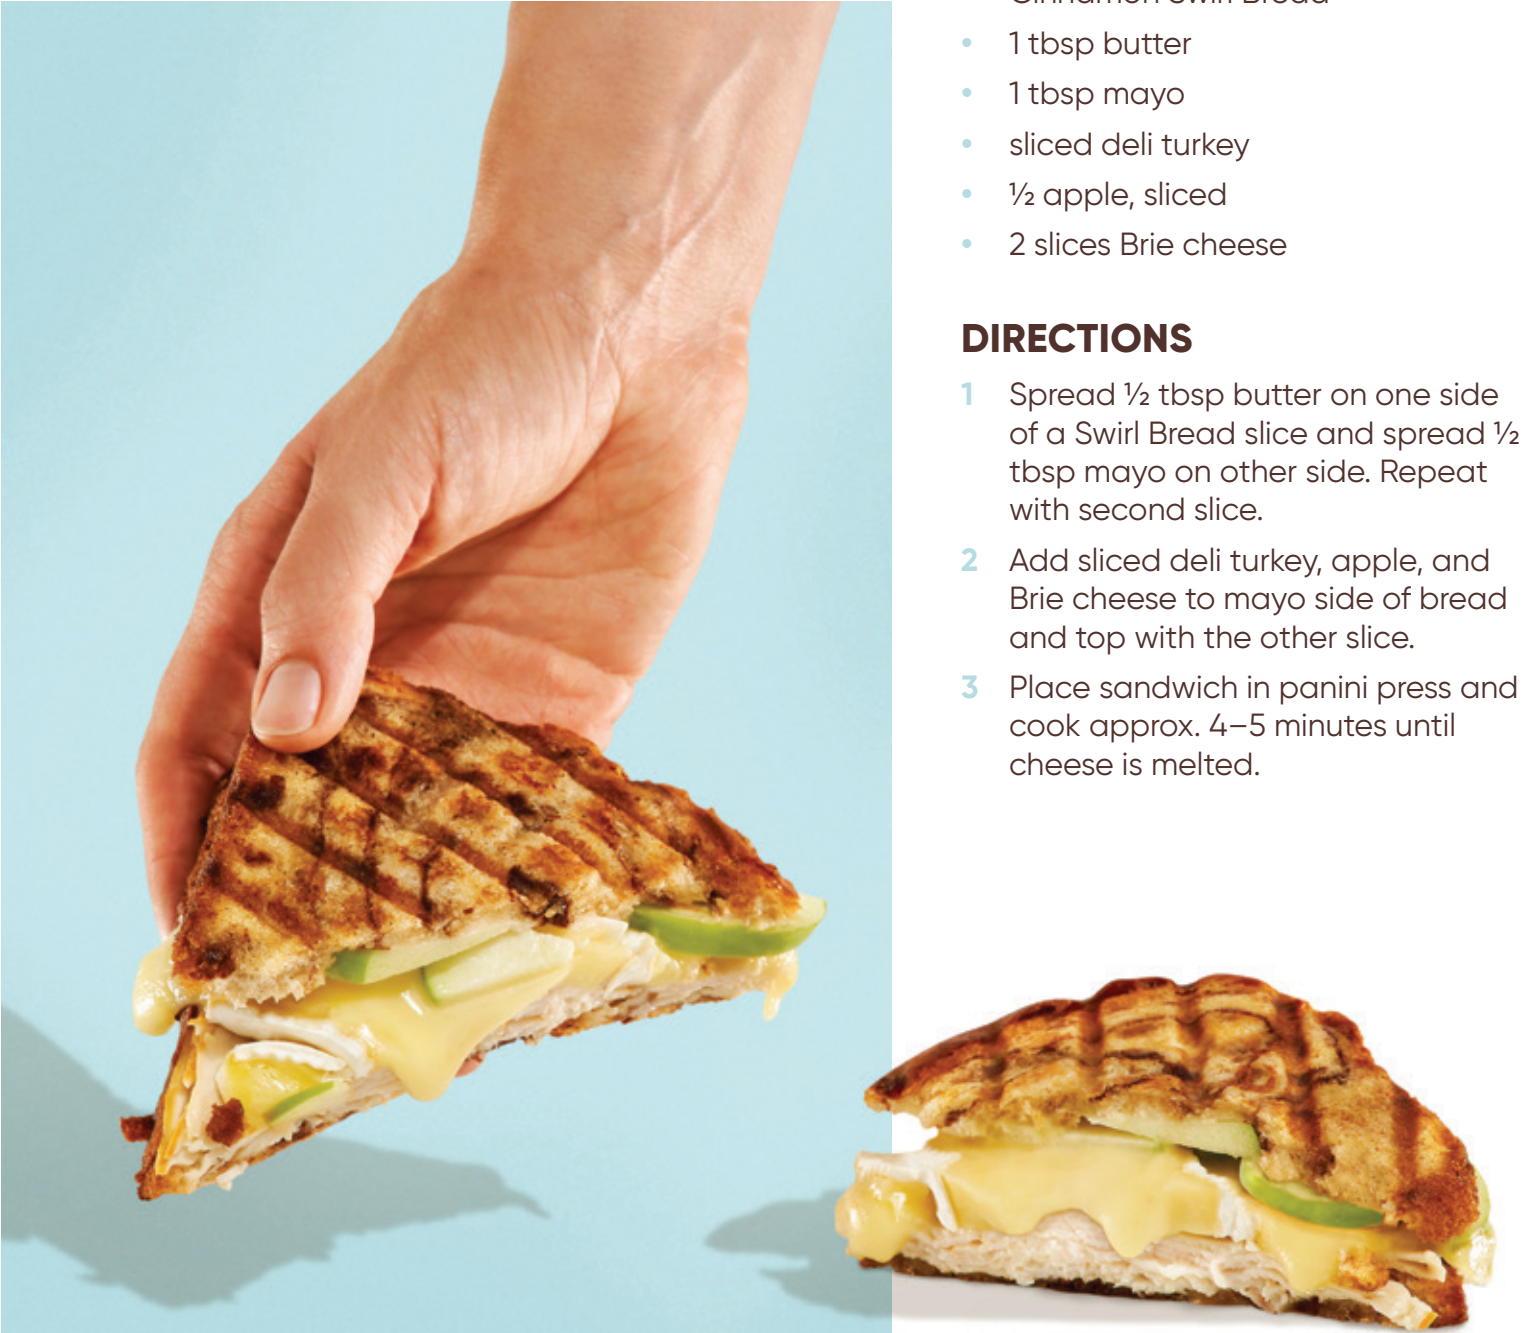 Cinnamon Swirl Bread
• 1 tbsp butter
• 1 tbsp mayo
• sliced deli turkey
• ½ apple, sliced
• 2 slices Brie cheese
DIRECTIONS
1 Spread ½ tbsp butter on one side
of a Swirl Bread slice and spread ½
tbsp mayo on other side. Repeat
with second slice.
2 Add sliced deli turkey, apple, and
Brie cheese to mayo side of bread
and top with the other slice.
3 Place sandwich in panini press and
cook approx. 4–5 minutes until
cheese is melted.